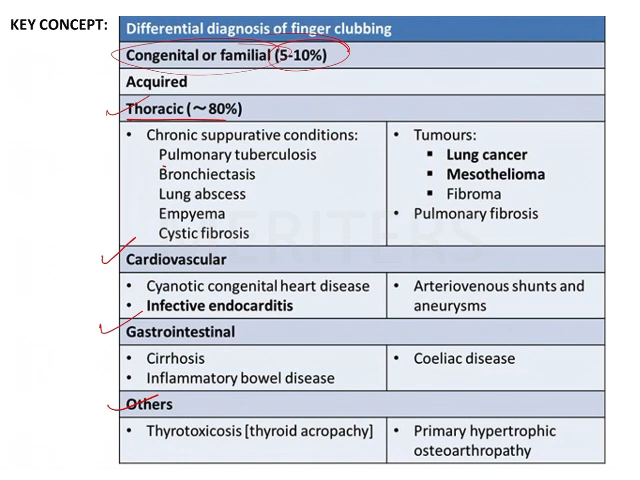 KEY CONCEPT:
Differential diagnosis of finger clubbing
Congenital or familial (5-10%)
Acquired
Thoracic (~80%)
• Chronic suppurative conditions:
Pulmonary tuberculosis
Bronchiectasis
Lung abscess
Empyema
Cystic fibrosis
• Tumours:
▪ Lung cancer
▪ Mesothelioma
▪ Fibroma
• Pulmonary fibrosis
Cardiovascular
• Cyanotic congenital heart disease
• Infective endocarditis
• Arteriovenous shunts and
aneurysms
Gastrointestinal
• Cirrhosis
• Inflammatory bowel disease
• Coeliac disease
Others
• Thyrotoxicosis [thyroid acropachy]
• Primary hypertrophic
osteoarthropathy